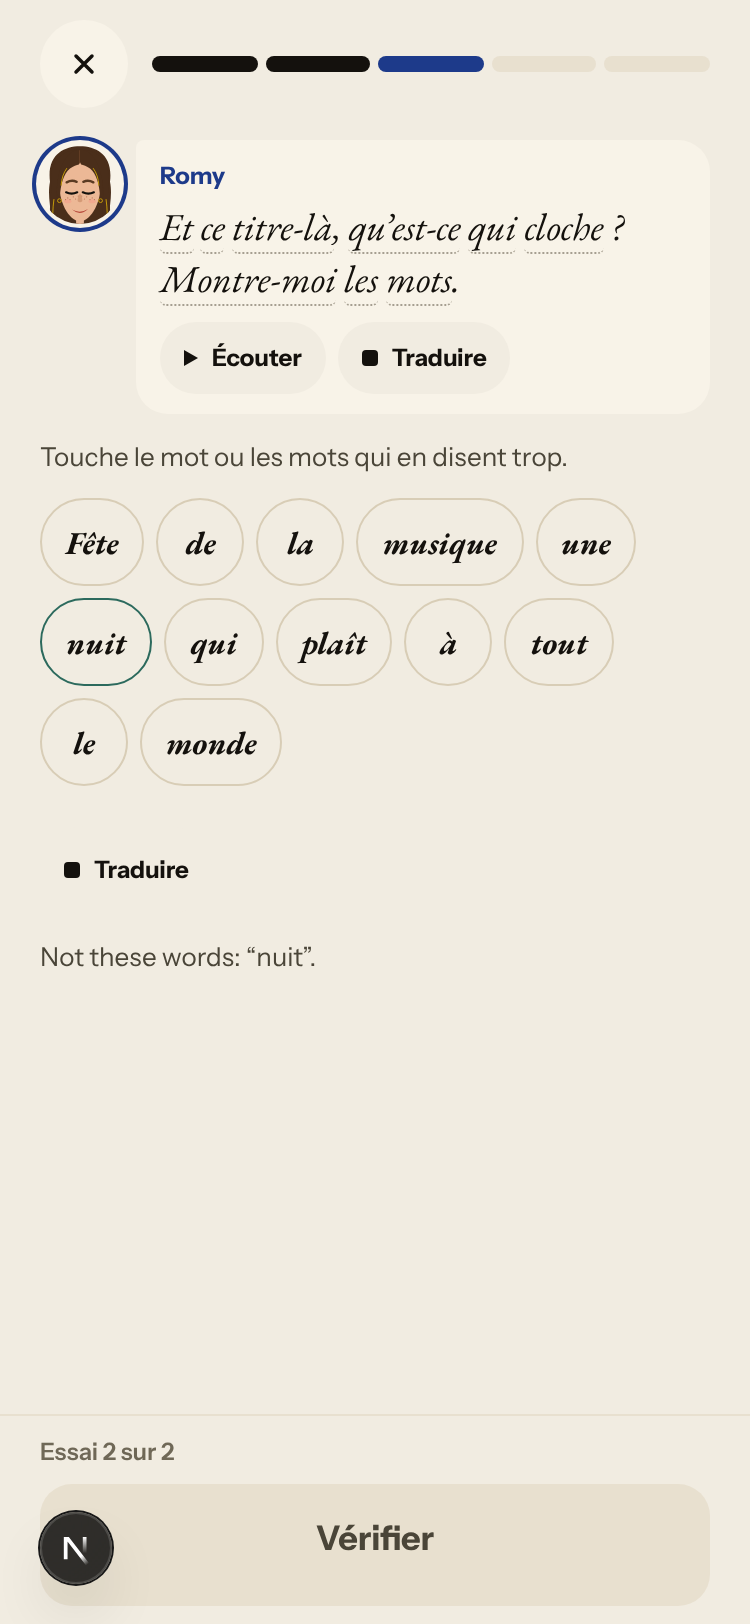 Romy
Et ce titre-là, qu’est-ce qui cloche ?
Montre-moi les mots.
Écouter Traduire
Touche le mot ou les mots qui en disent trop.
Fête de la musique une
nuit qui plaît à tout
le monde
Traduire
Not these words: “nuit”.
Essai 2 sur 2
Vérifier
N